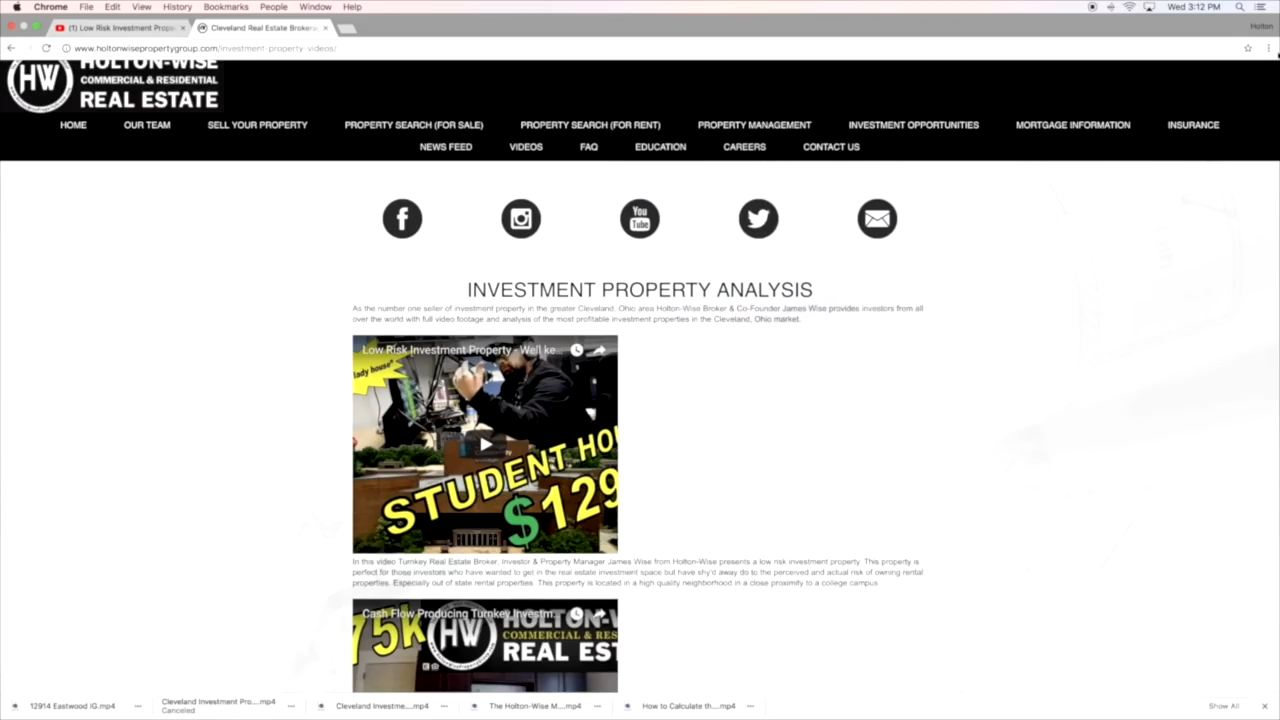 Chrome File Edit View History Bookmarks People Window Help Wed 3:12 PM
(1) Low Risk Investment Prope Cleveland Real Estate Brokera Holton
www.holtonwisepropertygroup.com/investment-property-videos/
HW HOLTON-WISE
COMMERCIAL & RESIDENTIAL
REAL ESTATE
HOME OUR TEAM SELL YOUR PROPERTY PROPERTY SEARCH (FOR SALE) PROPERTY SEARCH (FOR RENT) PROPERTY MANAGEMENT INVESTMENT OPPORTUNITIES MORTGAGE INFORMATION INSURANCE
NEWS FEED VIDEOS FAQ EDUCATION CAREERS CONTACT US
You
Tube
INVESTMENT PROPERTY ANALYSIS
As the number one seller of investment property in the greater Cleveland, Ohio area Holton-Wise Broker & Co-Founder James Wise provides investors from all
over the world with full video footage and analysis of the most profitable investment properties in the Cleveland, Ohio market.
Low Risk Investment Property - Well ke...
lady house"
STUDENT HOU
$129
In this video Turnkey Real Estate Broker, Investor & Property Manager James Wise from Holton-Wise presents a low risk investment property. This property is
perfect for those investors who have wanted to get in the real estate investment space but have shy'd away do to the perceived and actual risk of owning rental
properties. Especially out of state rental properties. This property is located in a high quality neighborhood in a close proximity to a college campus
Cash Flow Producing Turnkey Investm...
75k HW HOLTON-W
COMMERCIAL & RES
REAL EST
12914 Eastwood IG.mp4 Cleveland Investment Pro....mp4 Cleveland Investme....mp4 The Holton-Wise M....mp4 How to Calculate th....mp4 Show All
Canceled